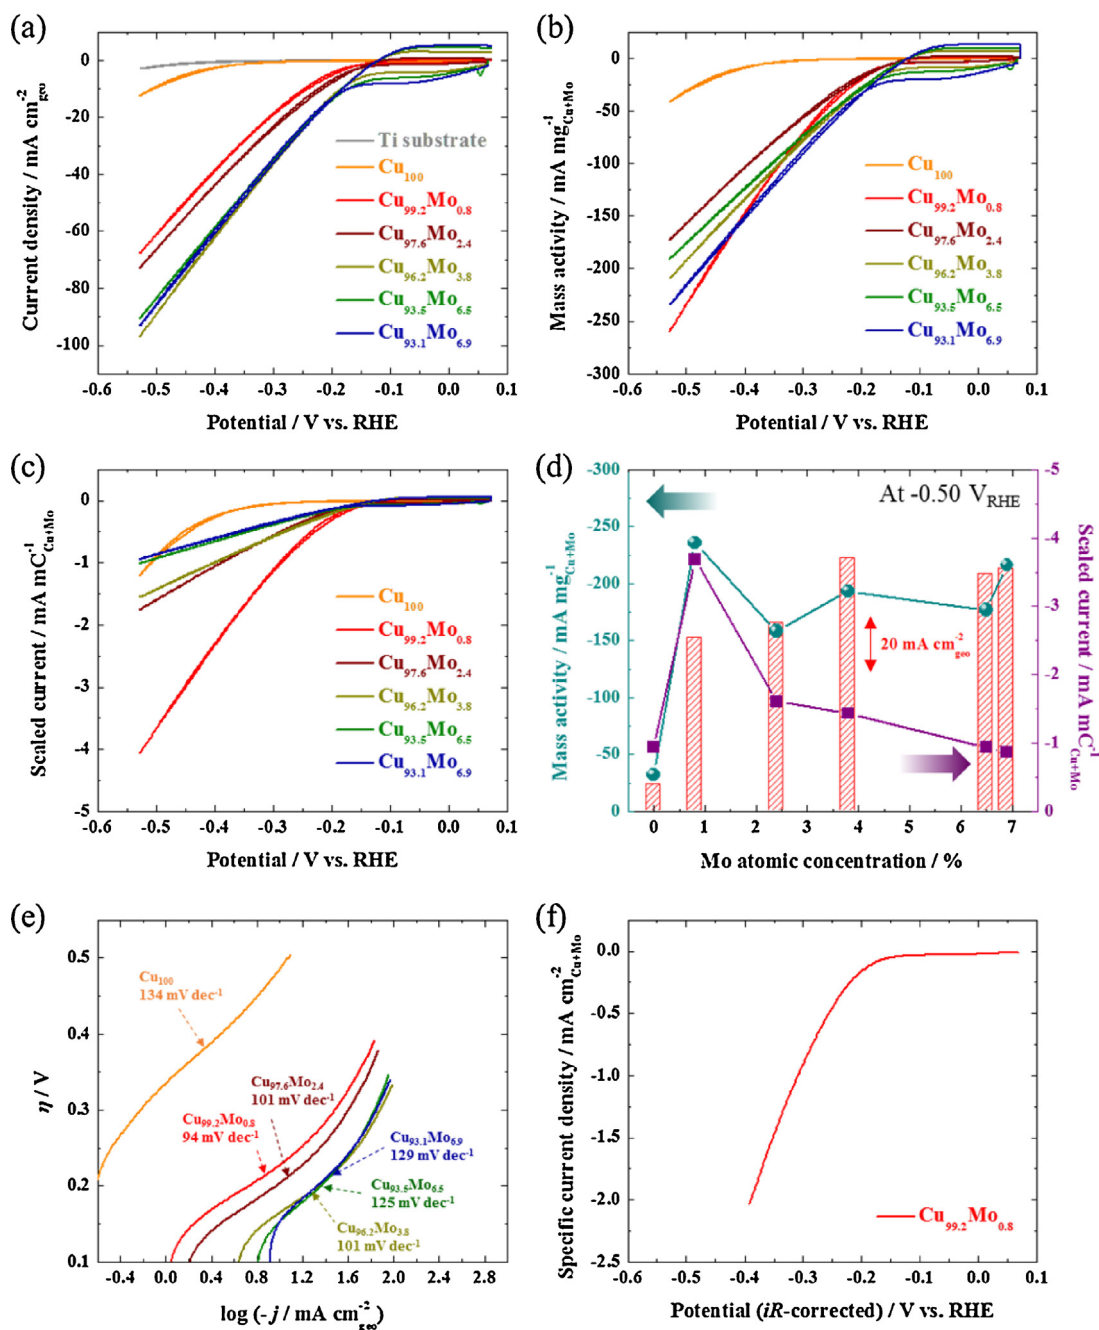 (a)
Current density / mA cm⁻²geo
0
-20
-40
-60
-80
-100
Ti substrate
Cu₁₀₀
Cu₉₉.₂Mo₀.₈
Cu₉₇.₆Mo₂.₄
Cu₉₆.₂Mo₃.₈
Cu₉₃.₅Mo₆.₅
Cu₉₃.₁Mo₆.₉
-0.6 -0.5 -0.4 -0.3 -0.2 -0.1 0.0 0.1
Potential / V vs. RHE
(b)
Mass activity / mA mg⁻¹Cu+Mo
0
-50
-100
-150
-200
-250
-300
Cu₁₀₀
Cu₉₉.₂Mo₀.₈
Cu₉₇.₆Mo₂.₄
Cu₉₆.₂Mo₃.₈
Cu₉₃.₅Mo₆.₅
Cu₉₃.₁Mo₆.₉
-0.6 -0.5 -0.4 -0.3 -0.2 -0.1 0.0 0.1
Potential / V vs. RHE
(c)
Scaled current / mA mC⁻¹Cu+Mo
0
-1
-2
-3
-4
-5
Cu₁₀₀
Cu₉₉.₂Mo₀.₈
Cu₉₇.₆Mo₂.₄
Cu₉₆.₂Mo₃.₈
Cu₉₃.₅Mo₆.₅
Cu₉₃.₁Mo₆.₉
-0.6 -0.5 -0.4 -0.3 -0.2 -0.1 0.0 0.1
Potential / V vs. RHE
(d)
Mass activity / mA mg⁻¹Cu+Mo
-300
-250
-200
-150
-100
-50
0
At -0.50 V_RHE
20 mA cm⁻²geo
-5
-4
-3
-2
-1
0
Scaled current / mA mC⁻¹Cu+Mo
0 1 2 3 4 5 6 7
Mo atomic concentration / %
(e)
η / V
0.5
0.4
0.3
0.2
0.1
Cu₁₀₀
134 mV dec⁻¹
Cu₉₇.₆Mo₂.₄
101 mV dec⁻¹
Cu₉₉.₂Mo₀.₈
94 mV dec⁻¹
Cu₉₃.₁Mo₆.₉
129 mV dec⁻¹
Cu₉₃.₅Mo₆.₅
125 mV dec⁻¹
Cu₉₆.₂Mo₃.₈
101 mV dec⁻¹
-0.4 0.0 0.4 0.8 1.2 1.6 2.0 2.4 2.8
log (-j / mA cm⁻²geo)
(f)
Specific current density / mA cm⁻²Cu+Mo
0.0
-0.5
-1.0
-1.5
-2.0
-2.5
Cu₉₉.₂Mo₀.₈
-0.6 -0.5 -0.4 -0.3 -0.2 -0.1 0.0 0.1
Potential (iR-corrected) / V vs. RHE